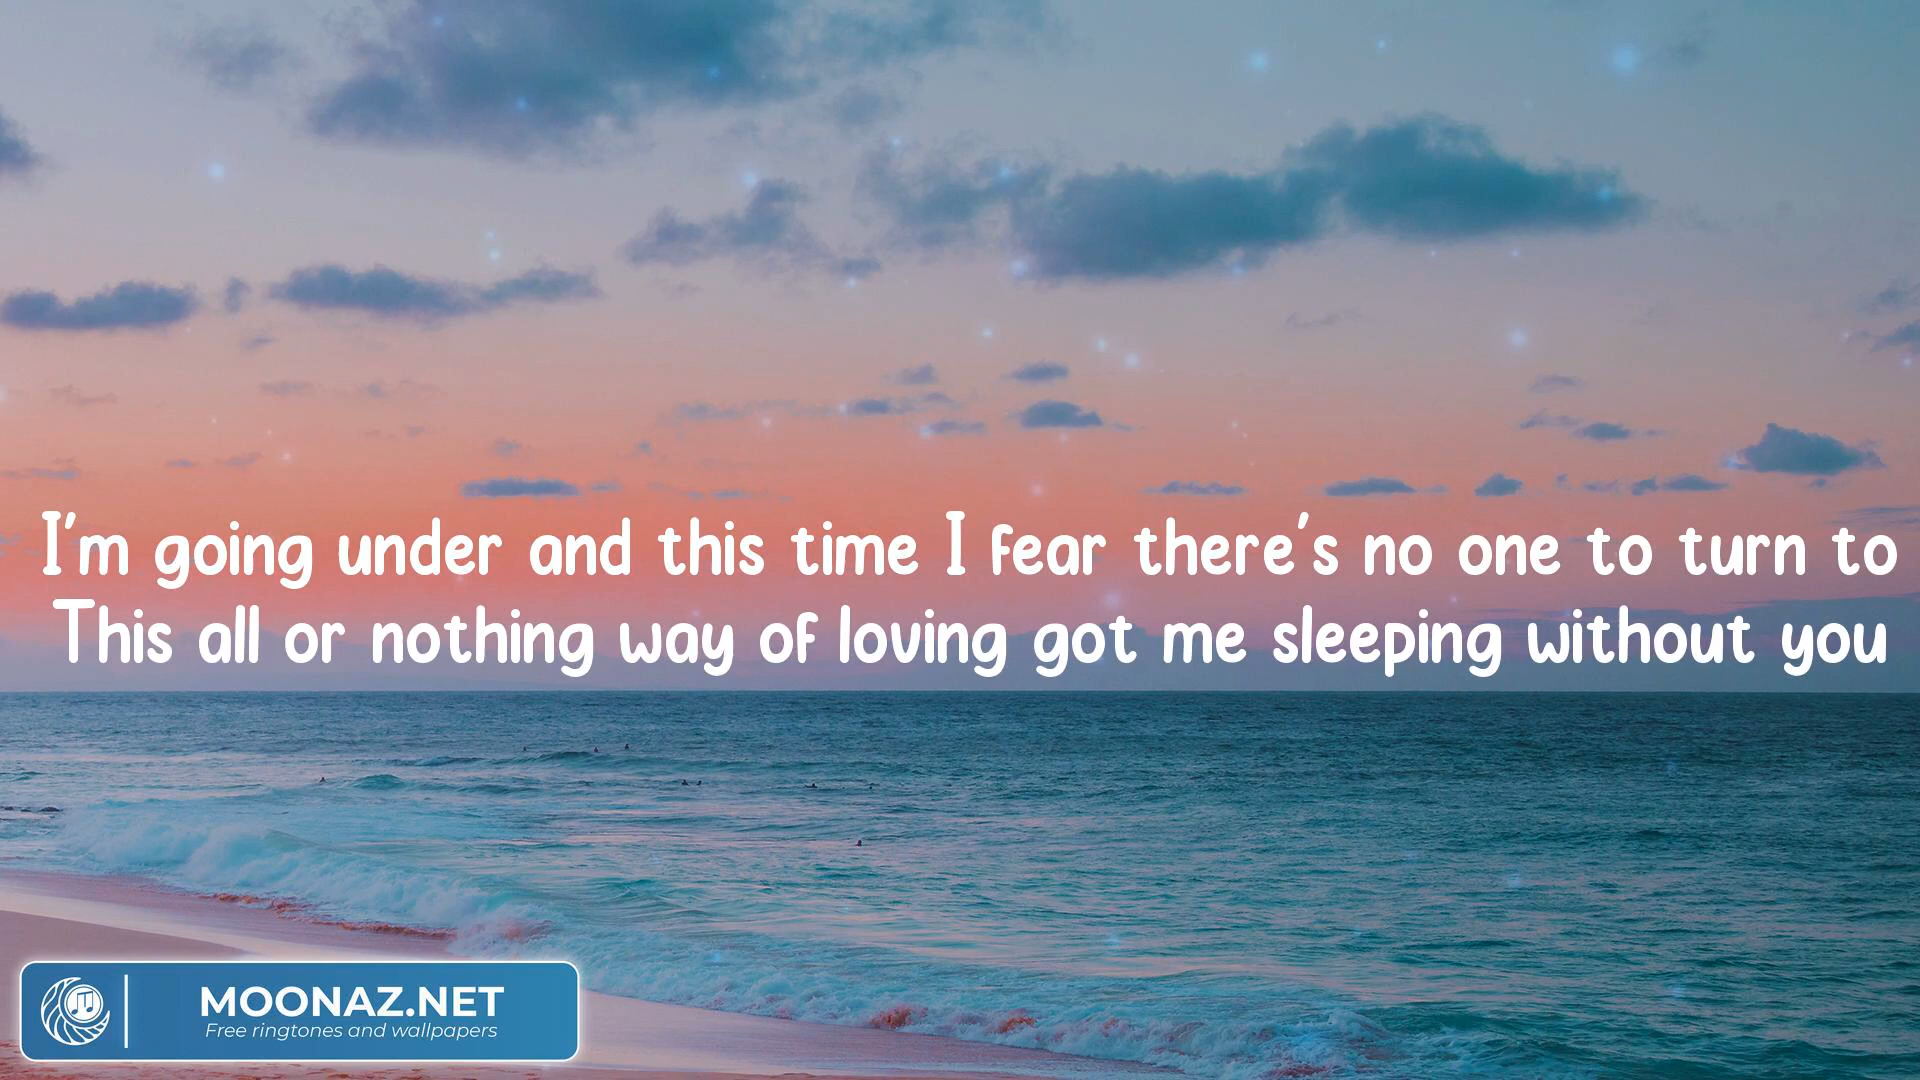 I'm going under and this time I fear there's no one to turn to
This all or nothing way of loving got me sleeping without you
MOONAZ.NET
Free ringtones and wallpapers